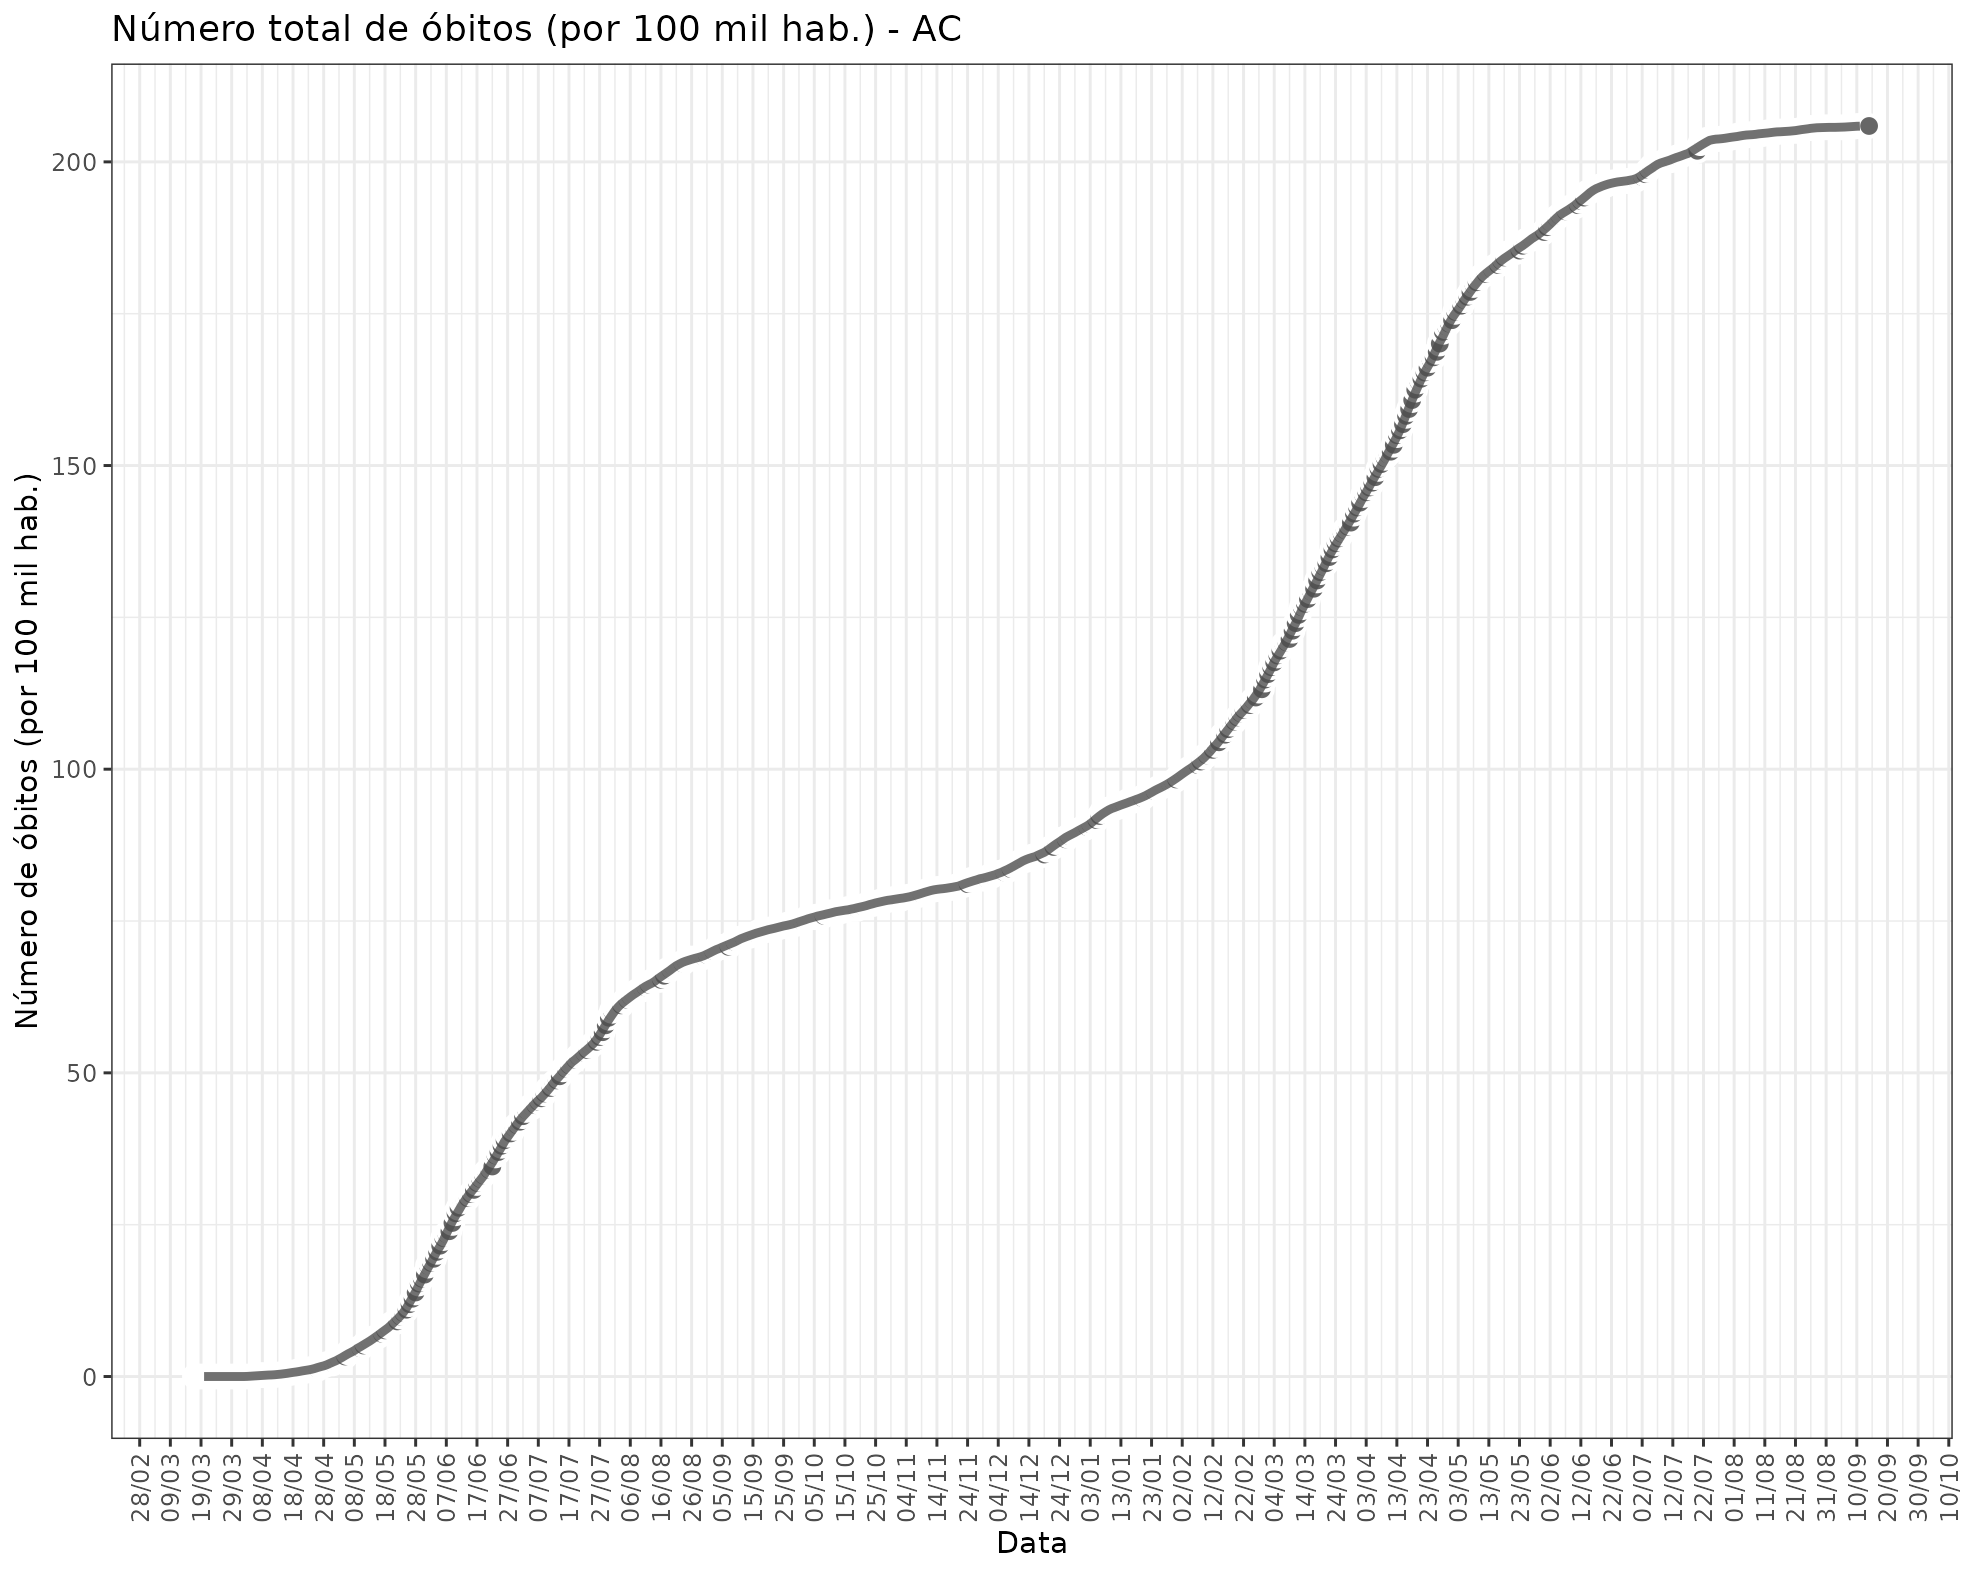 Número total de óbitos (por 100 mil hab.) - AC
Número de óbitos (por 100 mil hab.)
200
150
100
50
0
28/02 09/03 19/03 29/03 08/04 18/04 28/04 08/05 18/05 28/05 07/06 17/06 27/06 07/07 17/07 27/07 06/08 16/08 26/08 05/09 15/09 25/09 05/10 15/10 25/10 04/11 14/11 24/11 04/12 14/12 24/12 03/01 13/01 23/01 02/02 12/02 22/02 04/03 14/03 24/03 03/04 13/04 23/04 03/05 13/05 23/05 02/06 12/06 22/06 02/07 12/07 22/07 01/08 11/08 21/08 31/08 10/09 20/09 30/09 10/10
Data